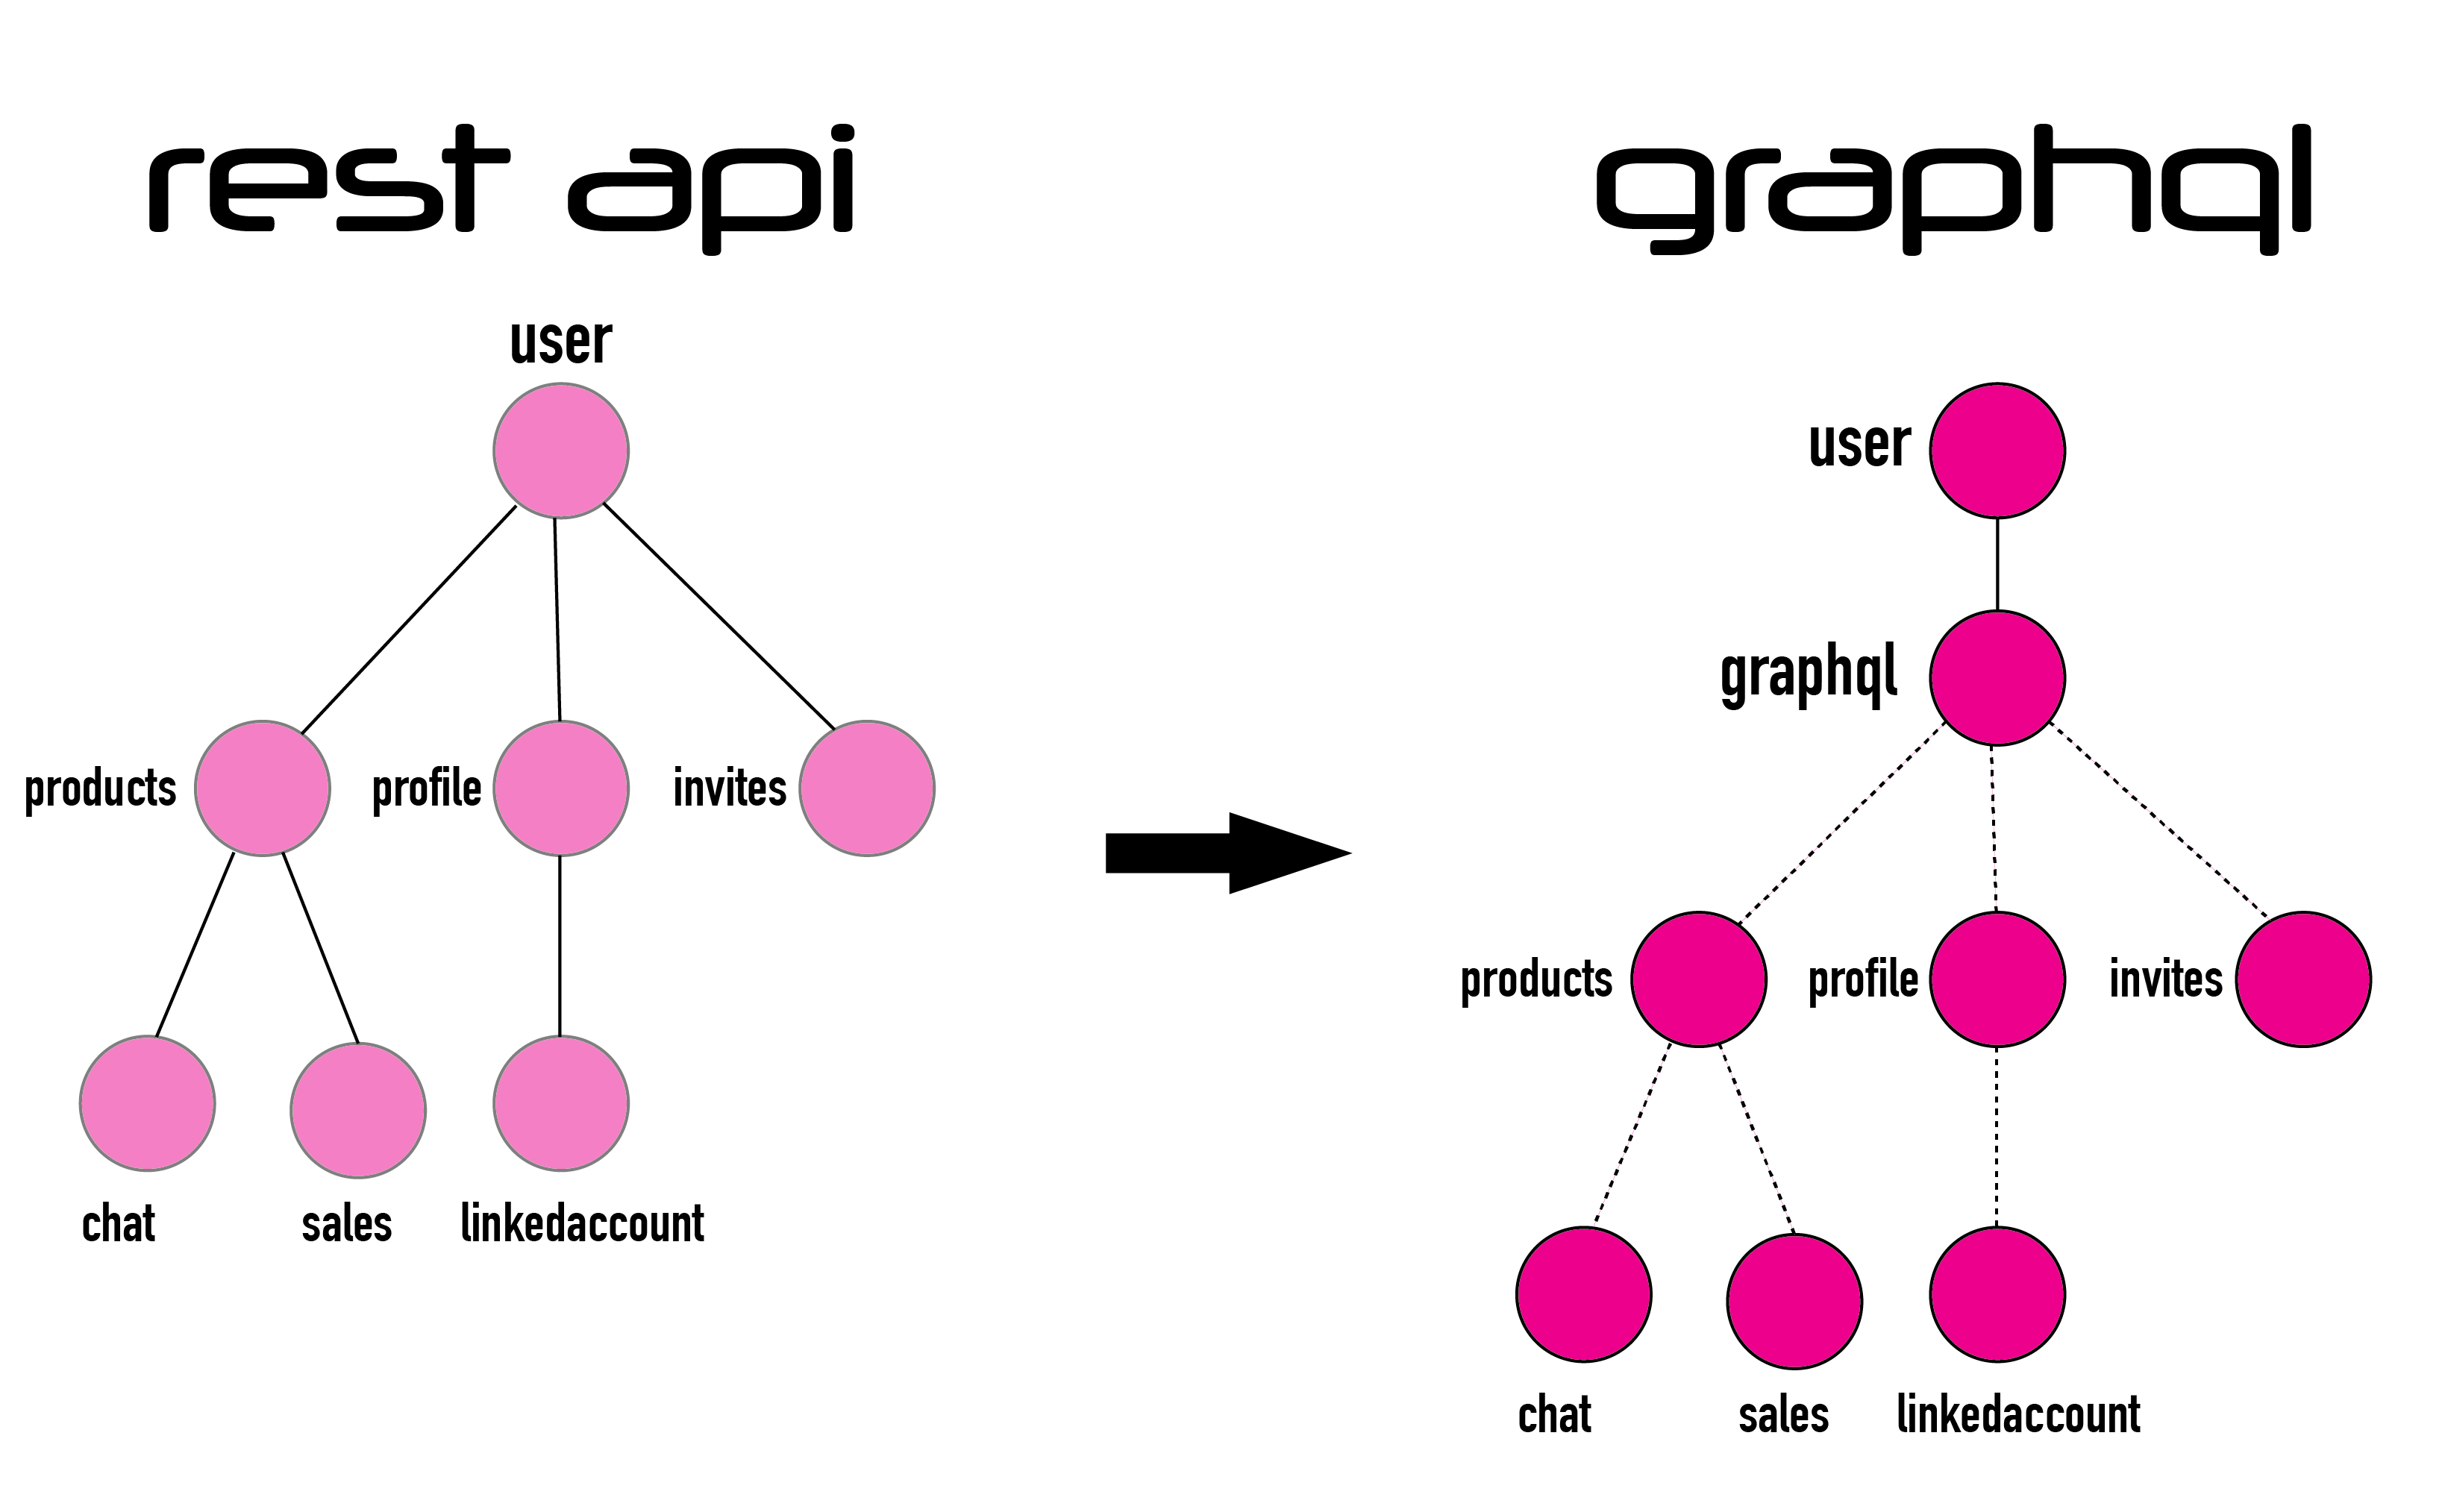 rest api
graphql
user
products
profile
invites
chat
sales
linkedaccount
user
graphql
products
profile
invites
chat
sales
linkedaccount